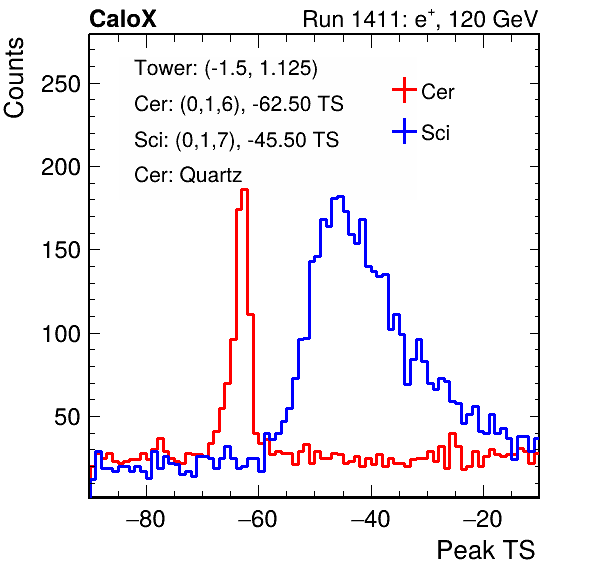 CaloX Run 1411: e⁺, 120 GeV
Counts
Tower: (-1.5, 1.125)
Cer: (0,1,6), -62.50 TS
Sci: (0,1,7), -45.50 TS
Cer: Quartz
Cer
Sci
250
200
150
100
50
−80 −60 −40 −20
Peak TS